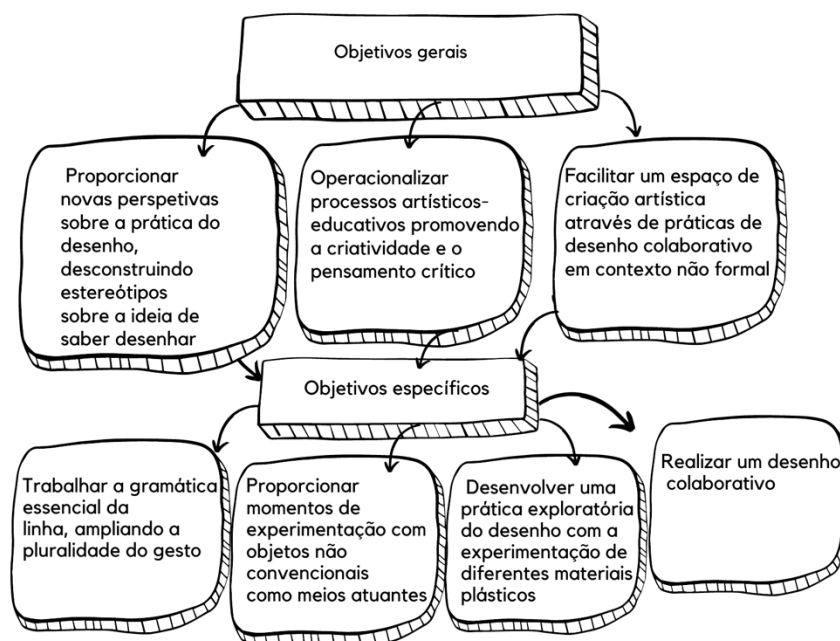 Objetivos gerais
Proporcionar
novas perspetivas
sobre a prática do
desenho,
desconstruindo
estereótipos
sobre a ideia de
saber desenhar
Operacionalizar
processos artísticos-
educativos promovendo
a criatividade e o
pensamento crítico
Facilitar um espaço de
criação artística
através de práticas de
desenho colaborativo
em contexto não formal
Objetivos específicos
Trabalhar a gramática
essencial da
linha, ampliando a
pluralidade do gesto
Proporcionar
momentos de
experimentação com
objetos não
convencionais
como meios atuantes
Desenvolver uma
prática exploratória
do desenho com a
experimentação de
diferentes materiais
plásticos
Realizar um desenho
colaborativo